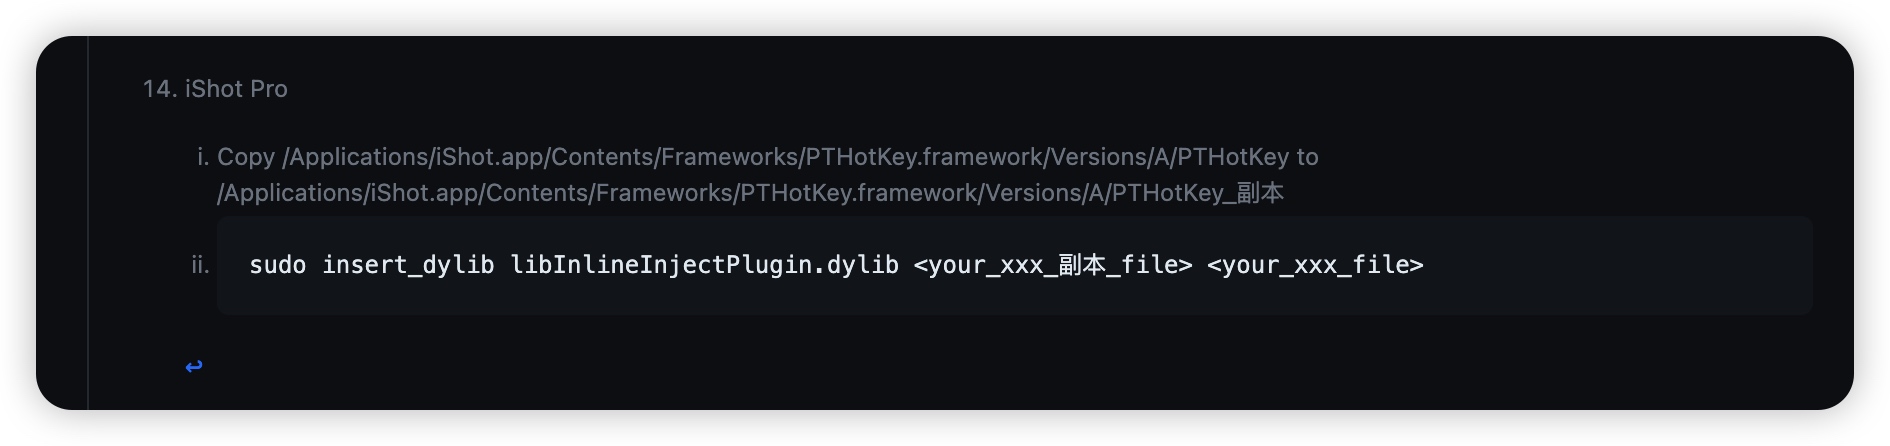 14. iShot Pro
i. Copy /Applications/iShot.app/Contents/Frameworks/PTHotKey.framework/Versions/A/PTHotKey to
/Applications/iShot.app/Contents/Frameworks/PTHotKey.framework/Versions/A/PTHotKey_副本
ii. sudo insert_dylib libInlineInjectPlugin.dylib <your_xxx_副本_file> <your_xxx_file>
↩